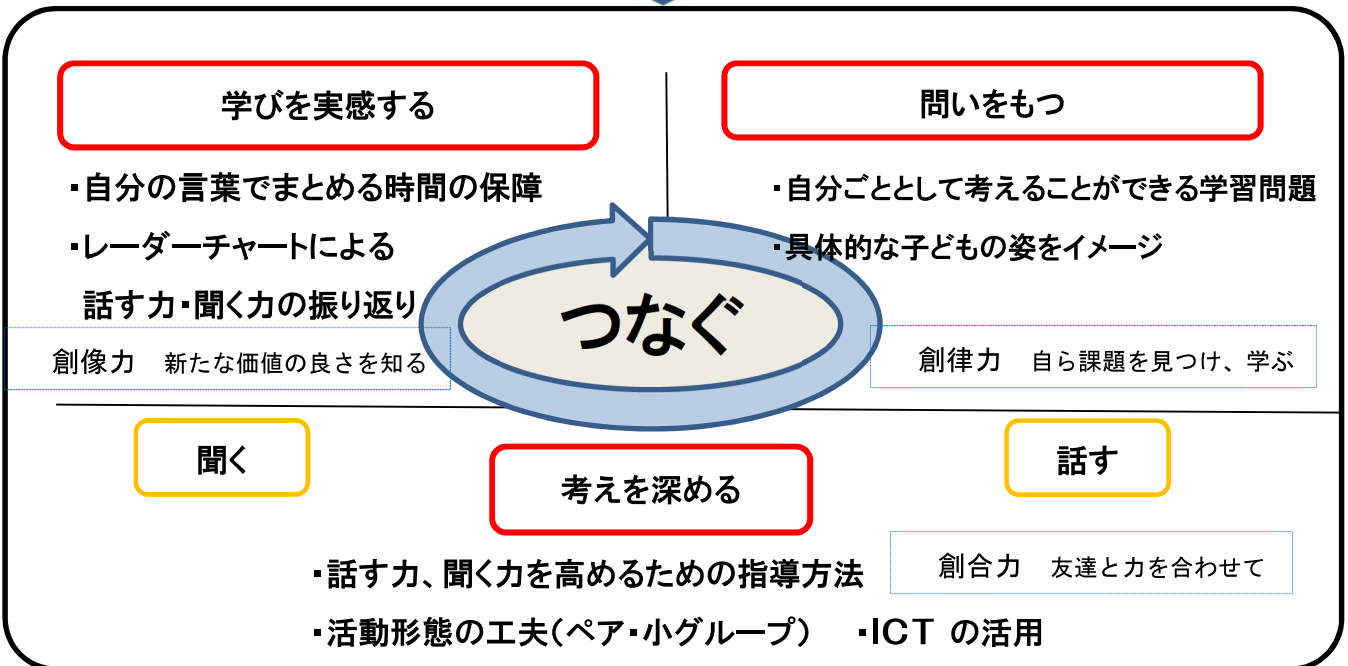 学びを実感する
・自分の言葉でまとめる時間の保障
・レーダーチャートによる
話す力・聞く力の振り返り
創像力　新たな価値の良さを知る
問いをもつ
・自分ごととして考えることができる学習問題
・具体的な子どもの姿をイメージ
創律力　自ら課題を見つけ、学ぶ
つなぐ
聞く
考えを深める
話す
創合力　友達と力を合わせて
・話す力、聞く力を高めるための指導方法
・活動形態の工夫（ペア・小グループ）　・ICT の活用